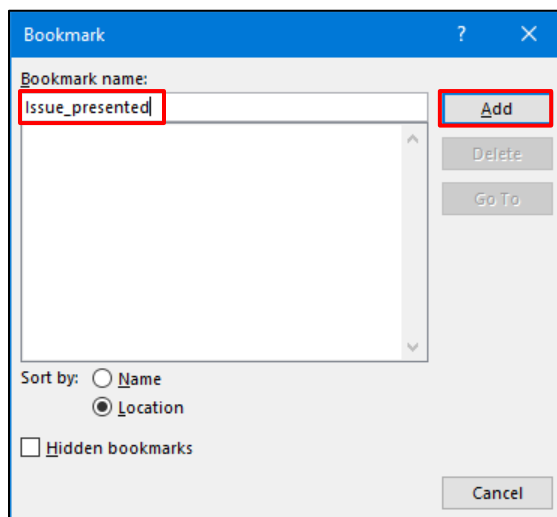 Bookmark ?
Bookmark name:
Issue_presented
Add
Delete
Go To
Sort by: Name
Location
Hidden bookmarks
Cancel